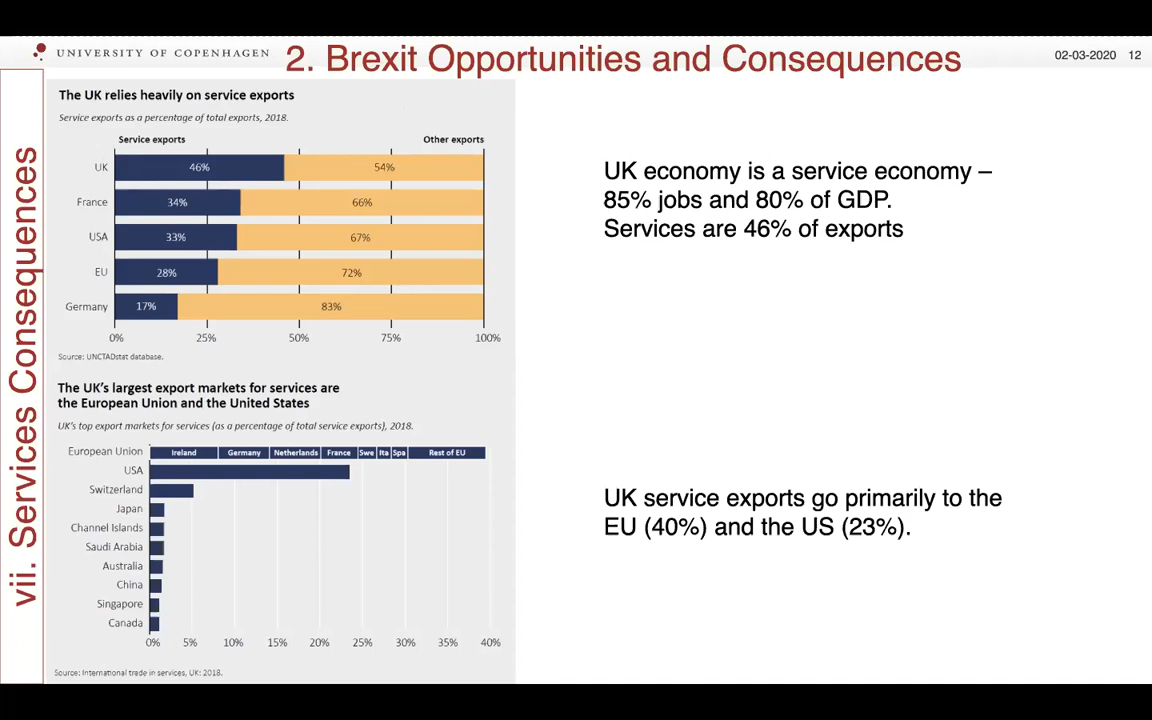 UNIVERSITY OF COPENHAGEN
2. Brexit Opportunities and Consequences
02-03-2020 12
vii. Services Consequences
The UK relies heavily on service exports
Service exports as a percentage of total exports, 2018.
Service exports Other exports
UK 46% 54%
France 34% 66%
USA 33% 67%
EU 28% 72%
Germany 17% 83%
0% 25% 50% 75% 100%
Source: UNCTADstat database.
The UK's largest export markets for services are
the European Union and the United States
UK's top export markets for services (as a percentage of total service exports), 2018.
European Union Ireland Germany Netherlands France Swe Ita Spa Rest of EU
USA
Switzerland
Japan
Channel Islands
Saudi Arabia
Australia
China
Singapore
Canada
0% 5% 10% 15% 20% 25% 30% 35% 40%
Source: International trade in services, UK: 2018.
UK economy is a service economy –
85% jobs and 80% of GDP.
Services are 46% of exports
UK service exports go primarily to the
EU (40%) and the US (23%).